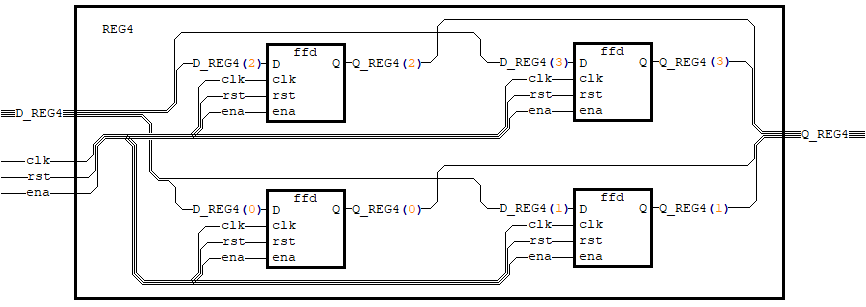 REG4
ffd
D_REG4(2) D Q Q_REG4(2)
clk clk
rst rst
ena ena
ffd
D_REG4(3) D Q Q_REG4(3)
clk clk
rst rst
ena ena
D_REG4
Q_REG4
clk
rst
ena
ffd
D_REG4(0) D Q Q_REG4(0)
clk clk
rst rst
ena ena
ffd
D_REG4(1) D Q Q_REG4(1)
clk clk
rst rst
ena ena